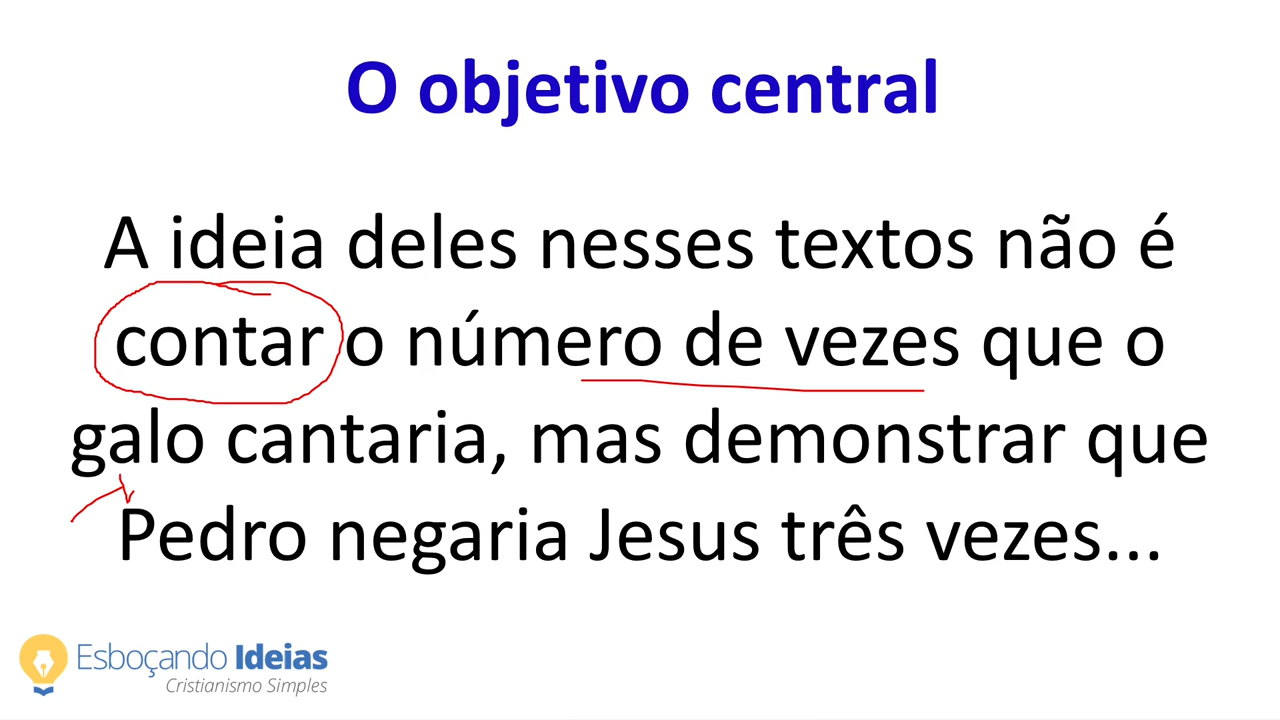 O objetivo central
A ideia deles nesses textos não é
contar o número de vezes que o
galo cantaria, mas demonstrar que
Pedro negaria Jesus três vezes...
Esboçando Ideias
Cristianismo Simples